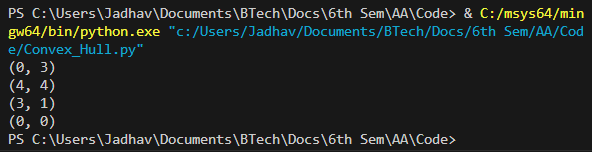 PS C:\Users\Jadhav\Documents\BTech\Docs\6th Sem\AA\Code> & C:/msys64/min
gw64/bin/python.exe "c:/Users/Jadhav/Documents/BTech/Docs/6th Sem/AA/Cod
e/Convex_Hull.py"
(0, 3)
(4, 4)
(3, 1)
(0, 0)
PS C:\Users\Jadhav\Documents\BTech\Docs\6th Sem\AA\Code>